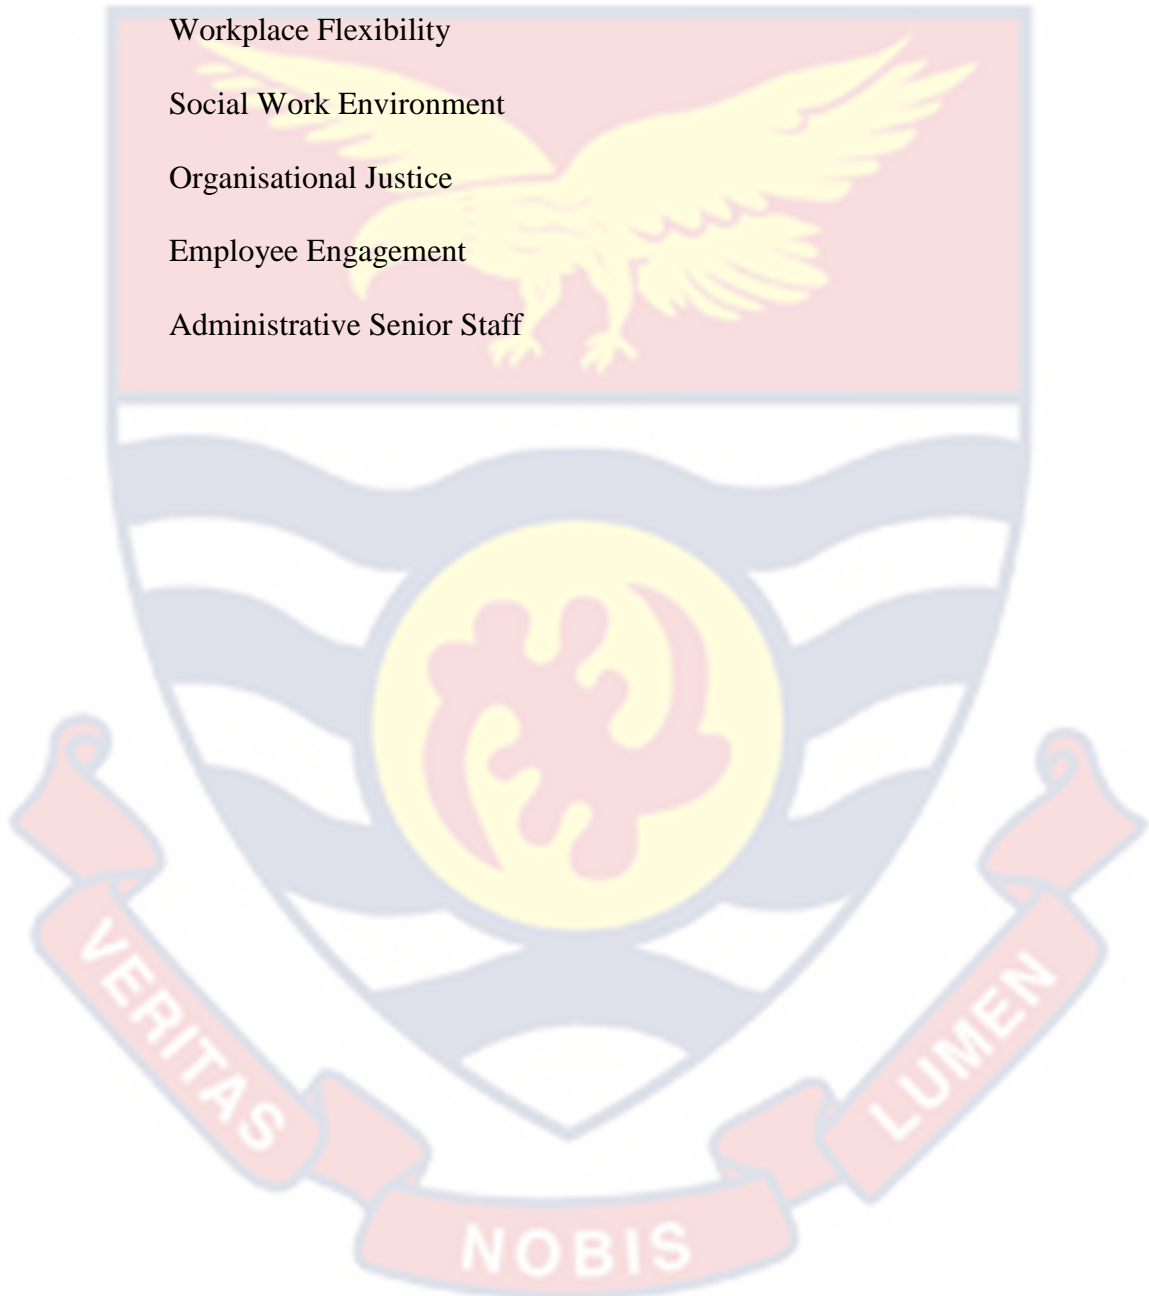 Workplace Flexibility
Social Work Environment
Organisational Justice
Employee Engagement
Administrative Senior Staff
VERITAS
NOBIS
LUMEN